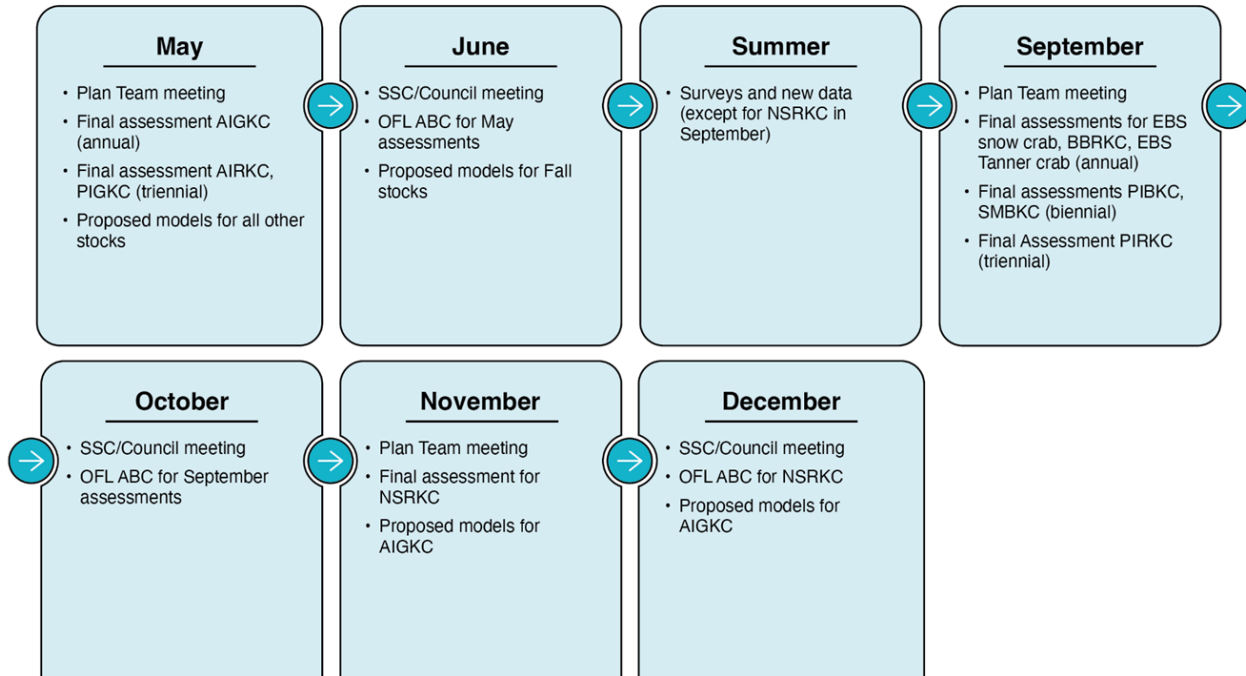 May
• Plan Team meeting
• Final assessment AIGKC
(annual)
• Final assessment AIRKC,
PIGKC (triennial)
• Proposed models for all other
stocks
June
• SSC/Council meeting
• OFL ABC for May
assessments
• Proposed models for Fall
stocks
Summer
• Surveys and new data
(except for NSRKC in
September)
September
• Plan Team meeting
• Final assessments for EBS
snow crab, BBRKC, EBS
Tanner crab (annual)
• Final assessments PIBKC,
SMBKC (biennial)
• Final Assessment PIRKC
(triennial)
October
• SSC/Council meeting
• OFL ABC for September
assessments
November
• Plan Team meeting
• Final assessment for
NSRKC
• Proposed models for
AIGKC
December
• SSC/Council meeting
• OFL ABC for NSRKC
• Proposed models for
AIGKC